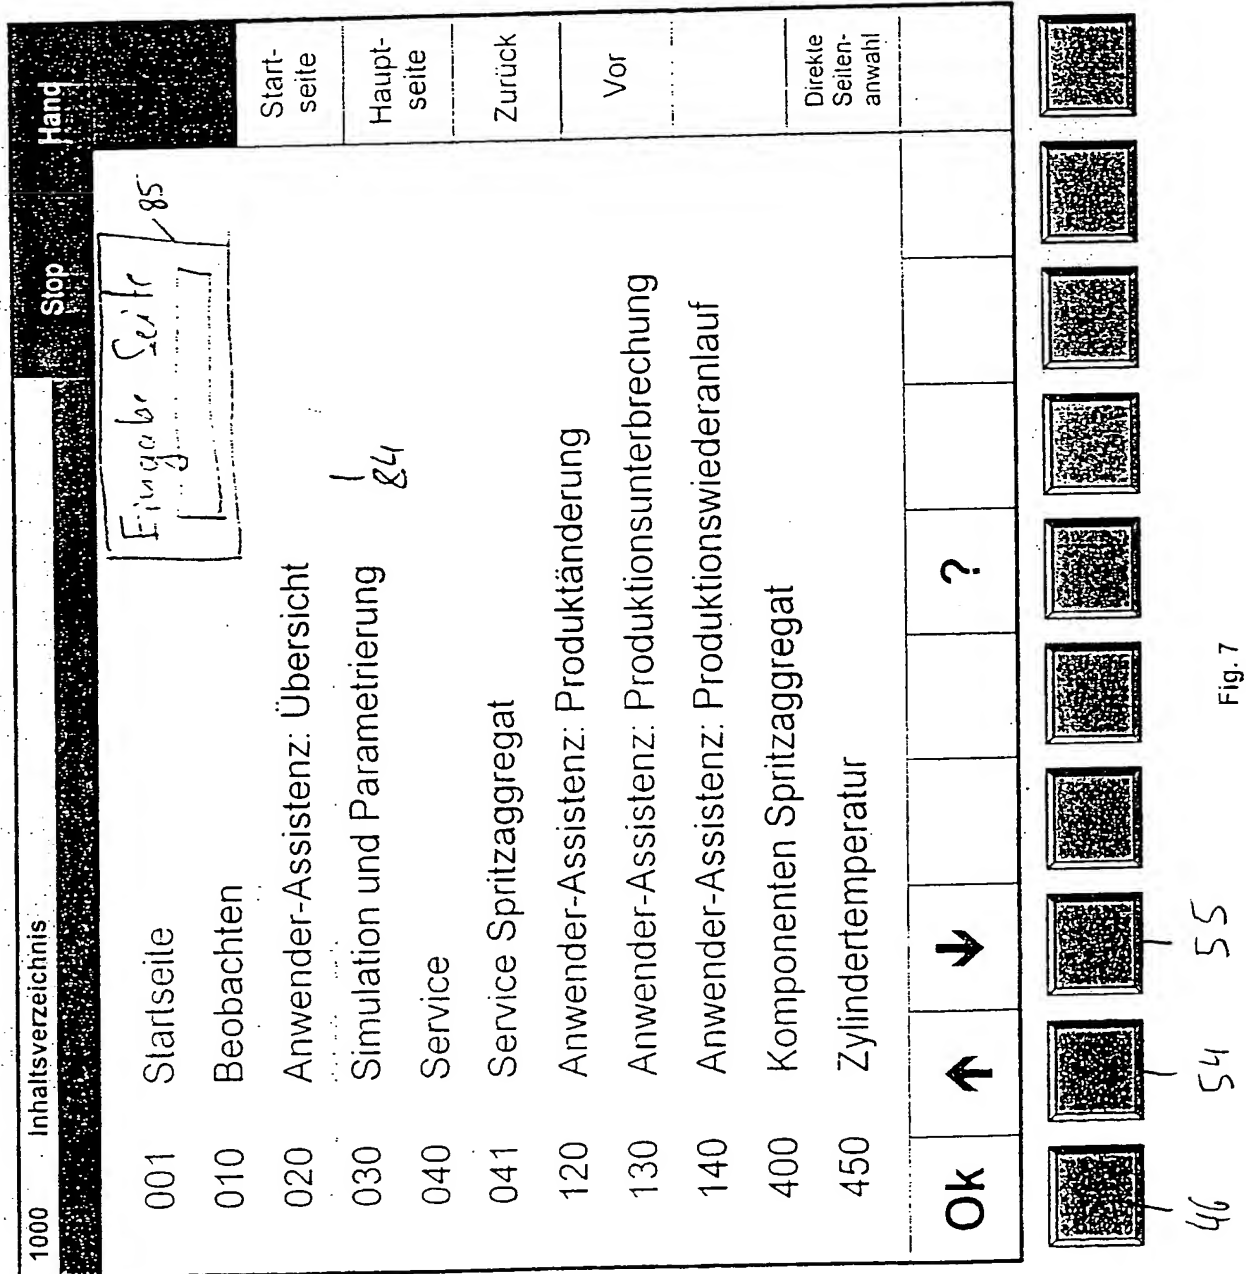 1000 Inhaltsverzeichnis Stop Hand
Eingabe Seite
85
001 Startseite
010 Beobachten
020 Anwender-Assistenz: Übersicht
030 Simulation und Parametrierung
84
040 Service
041 Service Spritzaggregat
120 Anwender-Assistenz: Produktänderung
130 Anwender-Assistenz: Produktionsunterbrechung
140 Anwender-Assistenz: Produktionswiederanlauf
400 Komponenten Spritzaggregat
450 Zylindertemperatur
Start-
seite
Haupt-
seite
Zurück
Vor
Direkte
Seiten-
anwahl
Ok ↑ ↓ ?
46 54 55
Fig. 7